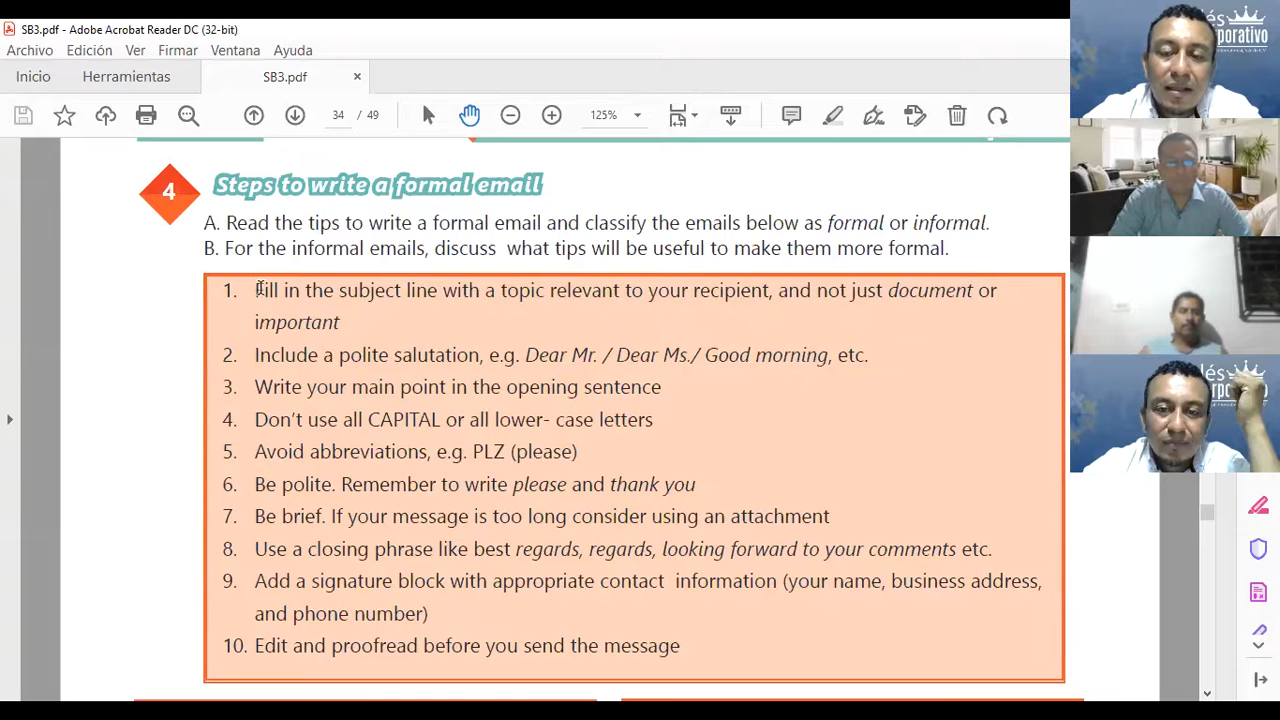 SB3.pdf - Adobe Acrobat Reader DC (32-bit)
Archivo Edición Ver Firmar Ventana Ayuda
Inicio Herramientas SB3.pdf ×
34 / 49 125%
4 Steps to write a formal email
A. Read the tips to write a formal email and classify the emails below as formal or informal.
B. For the informal emails, discuss what tips will be useful to make them more formal.
1. Fill in the subject line with a topic relevant to your recipient, and not just document or
important
2. Include a polite salutation, e.g. Dear Mr. / Dear Ms./ Good morning, etc.
3. Write your main point in the opening sentence
4. Don’t use all CAPITAL or all lower- case letters
5. Avoid abbreviations, e.g. PLZ (please)
6. Be polite. Remember to write please and thank you
7. Be brief. If your message is too long consider using an attachment
8. Use a closing phrase like best regards, regards, looking forward to your comments etc.
9. Add a signature block with appropriate contact information (your name, business address,
and phone number)
10. Edit and proofread before you send the message